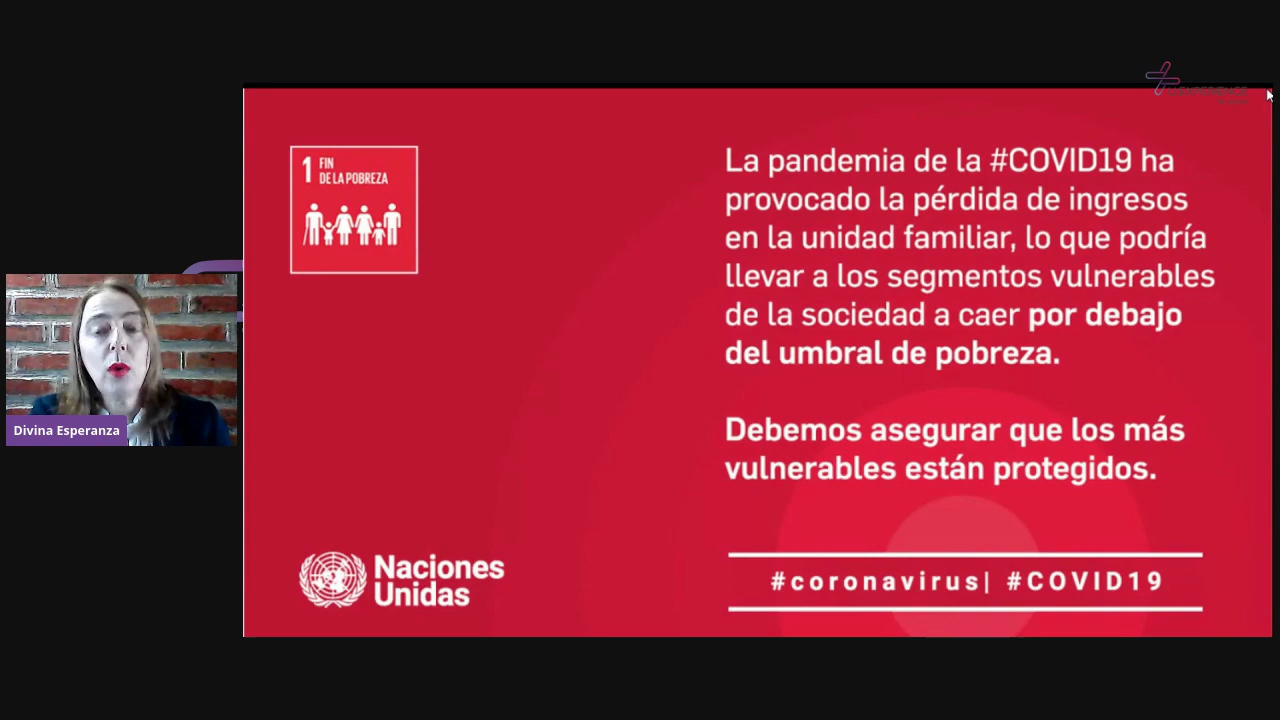 1 FIN
DE LA POBREZA
La pandemia de la #COVID19 ha
provocado la pérdida de ingresos
en la unidad familiar, lo que podría
llevar a los segmentos vulnerables
de la sociedad a caer por debajo
del umbral de pobreza.
Debemos asegurar que los más
vulnerables están protegidos.
#coronavirus| #COVID19
Naciones
Unidas
Divina Esperanza